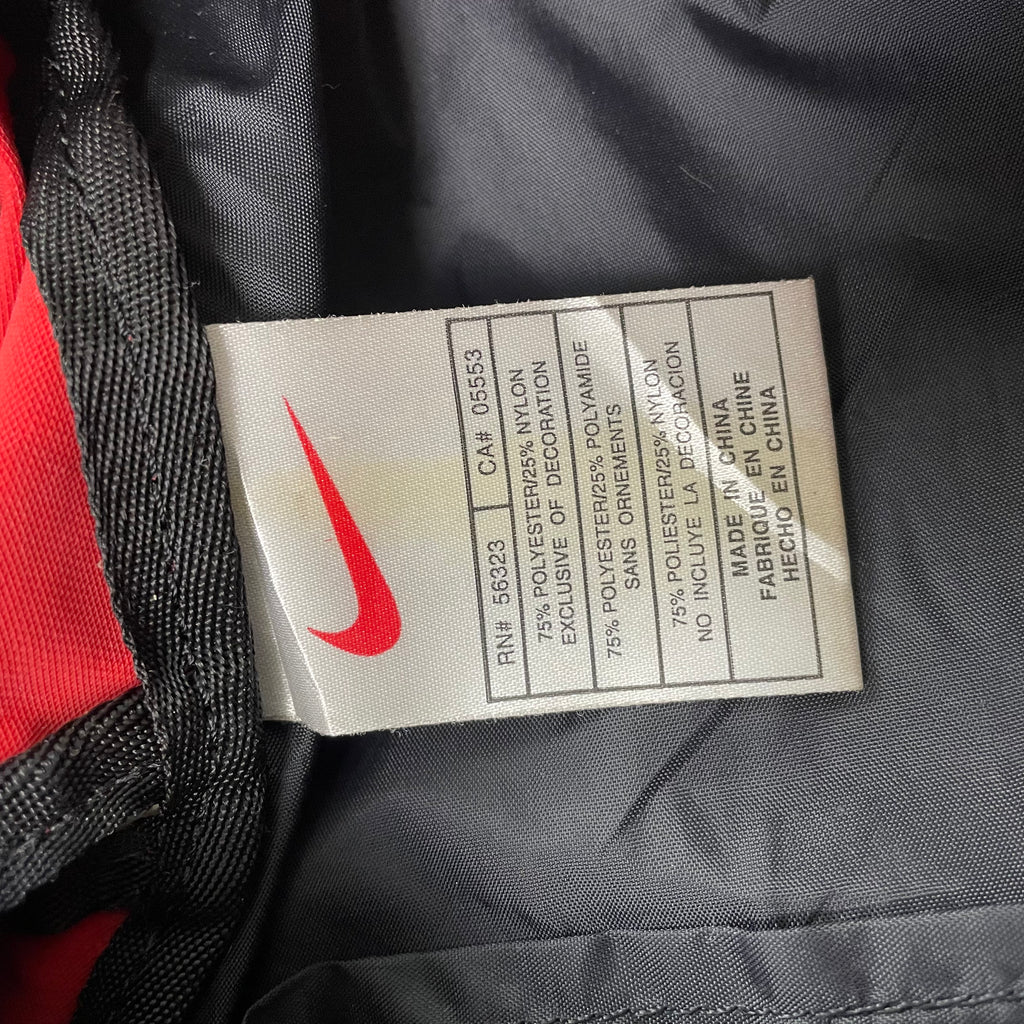 RN# 56323 CA# 05553
75% POLYESTER/25% NYLON
EXCLUSIVE OF DECORATION
75% POLYESTER/25% POLYAMIDE
SANS ORNEMENTS
75% POLIESTER/25% NYLON
NO INCLUYE LA DECORACION
MADE IN CHINA
FABRIQUE EN CHINE
HECHO EN CHINA